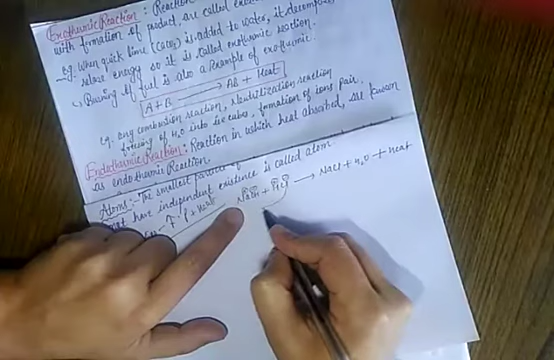 Exothermic Reaction : Reaction
with formation of product, are called
eg. When quick lime (CaO) is added to water, it decompose
release energy so it is called exothermic reaction.
Burning of fuel is also a example of exothermic.
A + B → AB + Heat
eg. any combustion reaction, neutralization reaction
freezing of H₂O into ice cubes, formation of ions pair.
Endothermic Reaction : Reaction in which heat absorbed, are known
as endothermic Reaction.
Atoms :- The smallest of
that have independent existence is called atom.
NaOH + HCl → NaCl + H₂O + Heat